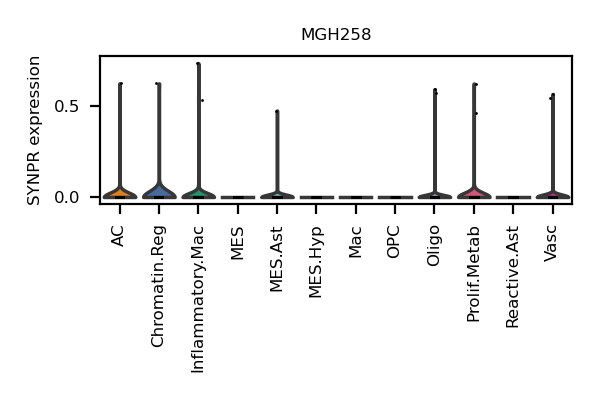 MGH258
SYNPR expression
0.5
0.0
AC
Chromatin.Reg
Inflammatory.Mac
MES
MES.Ast
MES.Hyp
Mac
OPC
Oligo
Prolif.Metab
Reactive.Ast
Vasc